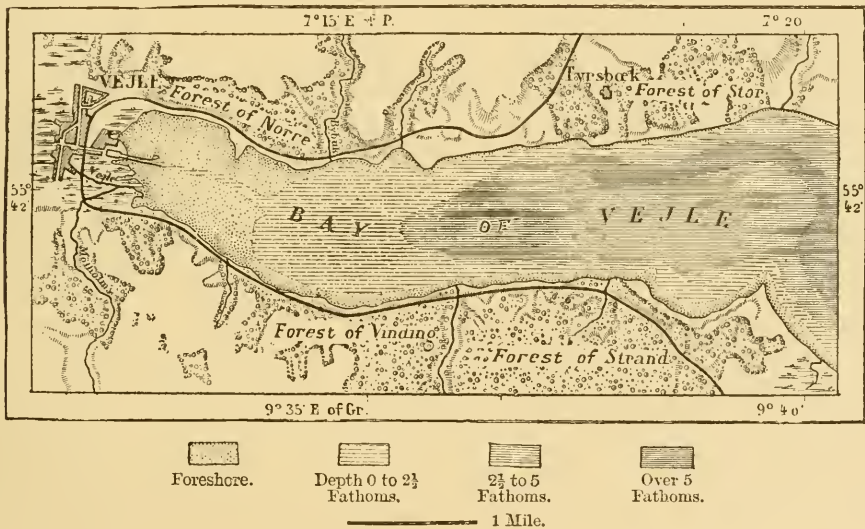 7° 15' E P.
7° 20
VEJLE
Forest of Norre
Tyrsbœk
Forest of Stor
55°
42'
55°
42'
Vejle
BAY OF VEJLE
Forest of Vinding
Forest of Strand
9° 35' E of Gr.
9° 40'
Foreshore.
Depth 0 to 2½
Fathoms.
2½ to 5
Fathoms.
Over 5
Fathoms.
1 Mile.